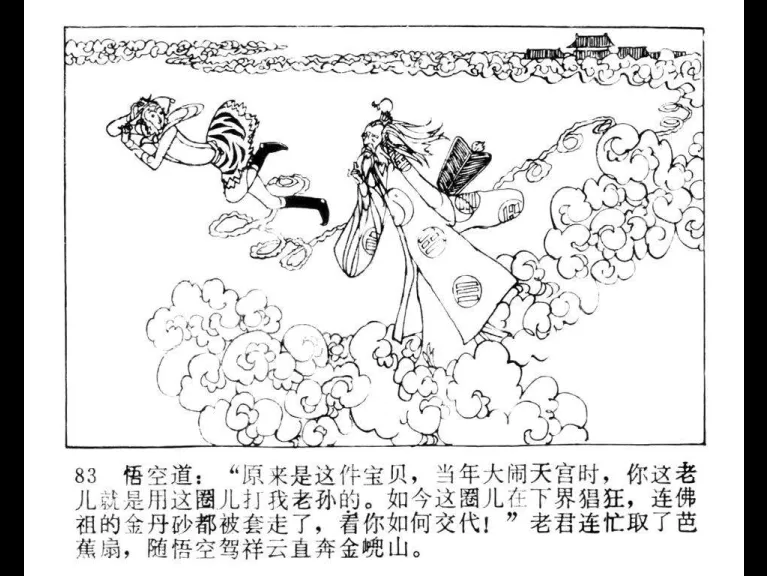 83 悟空道：“原来是这件宝贝，当年大闹天宫时，你这老
儿就是用这圈儿打我老孙的。如今这圈儿在下界猖狂，连佛
祖的金丹砂都被套走了，看你如何交代！”老君连忙取了芭
蕉扇，随悟空驾祥云直奔金𠒎山。